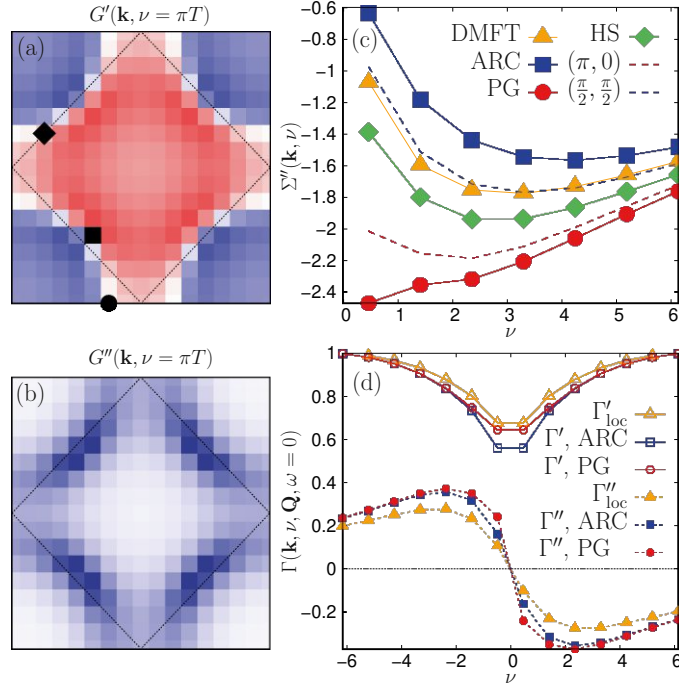 G′(k, ν = πT)
(a)
G″(k, ν = πT)
(b)
(c)
DMFT
HS
ARC
(π, 0)
PG
(π/2, π/2)
Σ″(k, ν)
−0.6
−0.8
−1
−1.2
−1.4
−1.6
−1.8
−2
−2.2
−2.4
0 1 2 3 4 5 6
ν
(d)
Γ′loc
Γ′, ARC
Γ′, PG
Γ″loc
Γ″, ARC
Γ″, PG
Γ(k, ν, Q, ω = 0)
1
0.8
0.6
0.4
0.2
0
−0.2
−6 −4 −2 0 2 4 6
ν